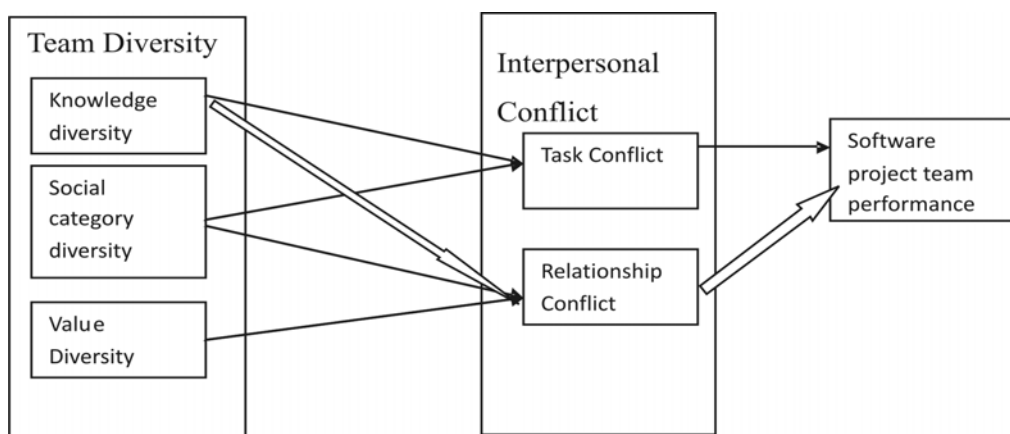 Team Diversity
Knowledge
diversity
Social
category
diversity
Value
Diversity
Interpersonal
Conflict
Task Conflict
Relationship
Conflict
Software
project team
performance